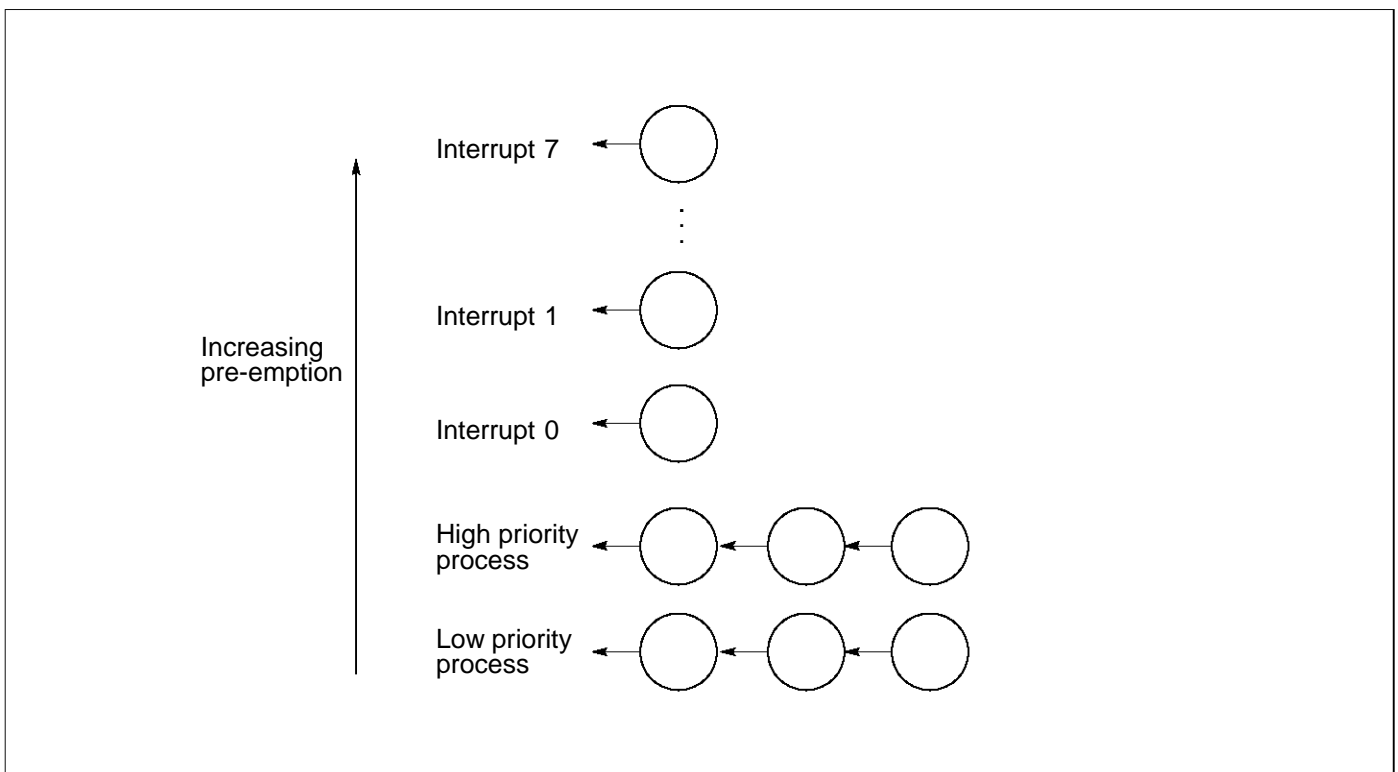 Interrupt 7
Interrupt 1
Increasing
pre-emption
Interrupt 0
High priority
process
Low priority
process